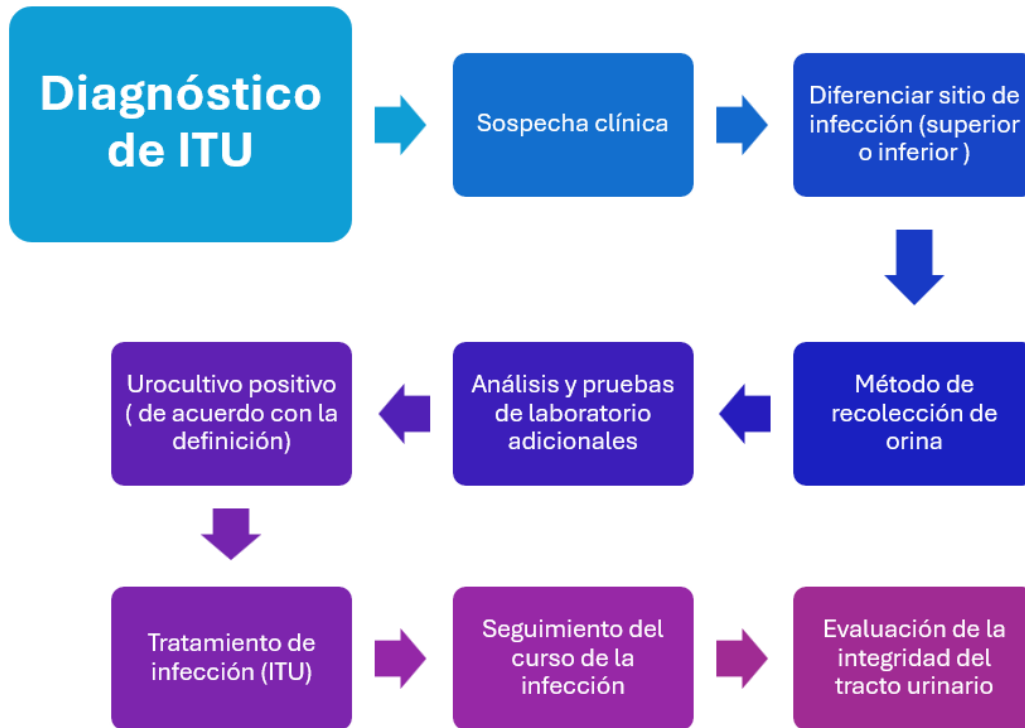 Diagnóstico
de ITU
Sospecha clínica
Diferenciar sitio de
infección (superior
o inferior )
Método de
recolección de
orina
Análisis y pruebas
de laboratorio
adicionales
Urocultivo positivo
( de acuerdo con la
definición)
Tratamiento de
infección (ITU)
Seguimiento del
curso de la
infección
Evaluación de la
integridad del
tracto urinario